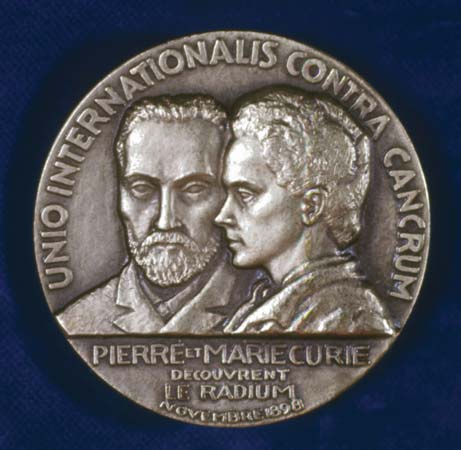 UNIO INTERNATIONALIS CONTRA CANCRUM
PIERRE ET MARIE CURIE
DECOUVRENT
LE RADIUM
NOVEMBRE 1898